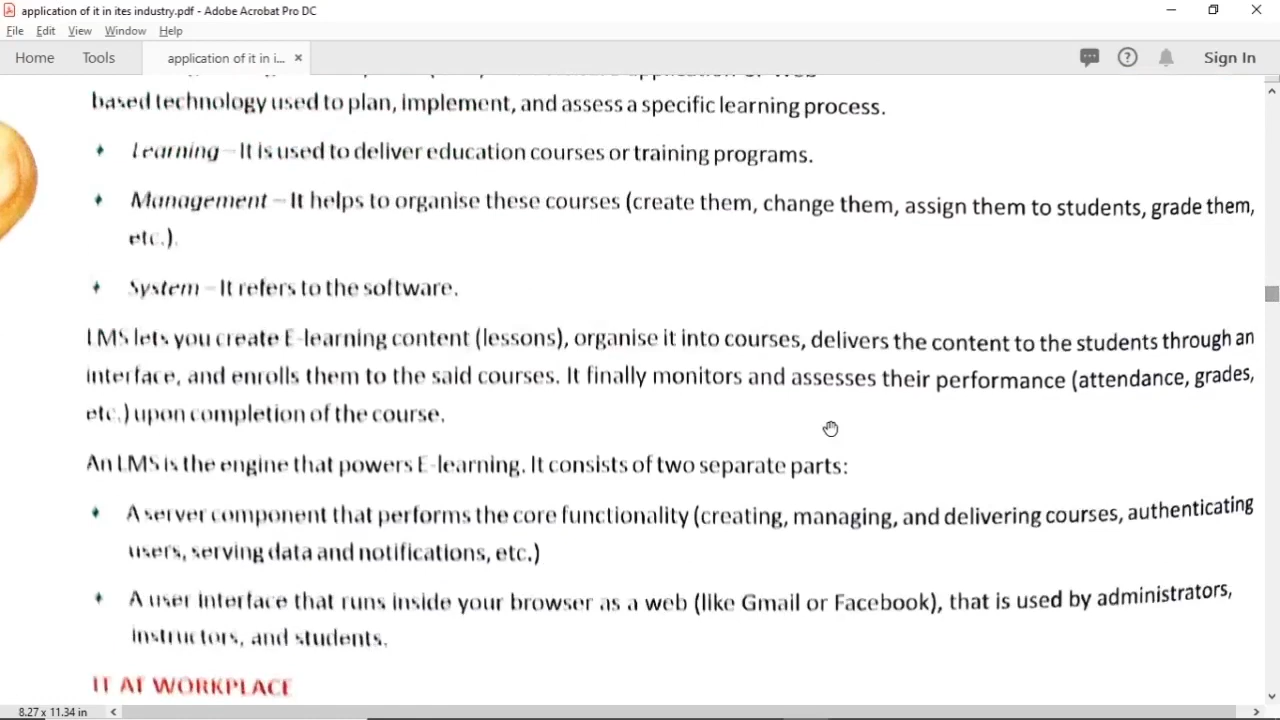 application of it in ites industry.pdf - Adobe Acrobat Pro DC
File Edit View Window Help
Home Tools application of it in i... × Sign In
based technology used to plan, implement, and assess a specific learning process.
Learning – It is used to deliver education courses or training programs.
Management – It helps to organise these courses (create them, change them, assign them to students, grade them,
etc.).
System – It refers to the software.
LMS lets you create E-learning content (lessons), organise it into courses, delivers the content to the students through an
interface, and enrolls them to the said courses. It finally monitors and assesses their performance (attendance, grades,
etc.) upon completion of the course.
An LMS is the engine that powers E-learning. It consists of two separate parts:
A server component that performs the core functionality (creating, managing, and delivering courses, authenticating
users, serving data and notifications, etc.)
A user interface that runs inside your browser as a web (like Gmail or Facebook), that is used by administrators,
instructors, and students.
IT AT WORKPLACE
8.27 x 11.34 in